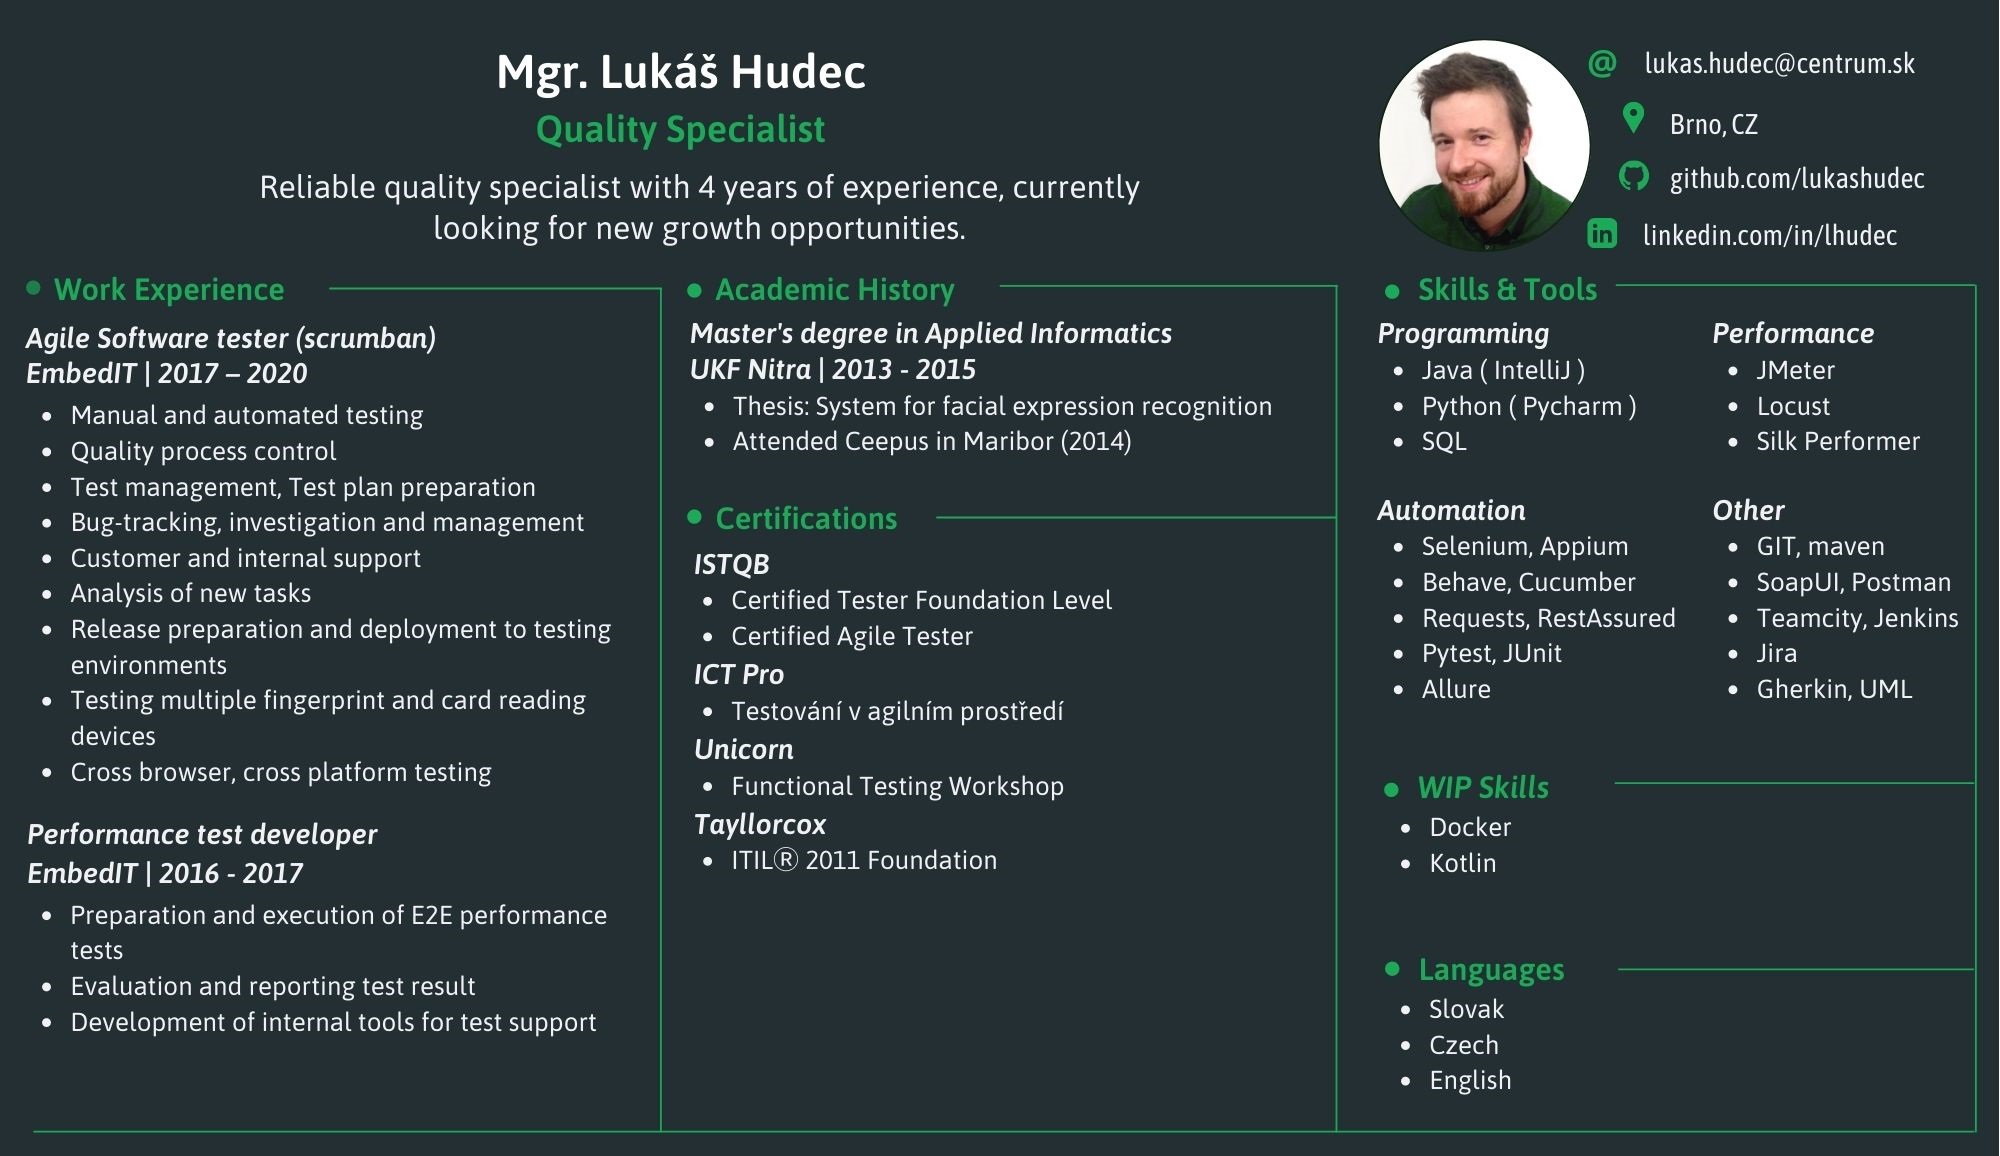 Mgr. Lukáš Hudec
Quality Specialist
Reliable quality specialist with 4 years of experience, currently
looking for new growth opportunities.
@ lukas.hudec@centrum.sk
Brno, CZ
github.com/lukashudec
in linkedin.com/in/lhudec
Work Experience
Agile Software tester (scrumban)
EmbedIT | 2017 – 2020
• Manual and automated testing
• Quality process control
• Test management, Test plan preparation
• Bug-tracking, investigation and management
• Customer and internal support
• Analysis of new tasks
• Release preparation and deployment to testing
environments
• Testing multiple fingerprint and card reading
devices
• Cross browser, cross platform testing
Performance test developer
EmbedIT | 2016 - 2017
• Preparation and execution of E2E performance
tests
• Evaluation and reporting test result
• Development of internal tools for test support
Academic History
Master's degree in Applied Informatics
UKF Nitra | 2013 - 2015
• Thesis: System for facial expression recognition
• Attended Ceepus in Maribor (2014)
Certifications
ISTQB
• Certified Tester Foundation Level
• Certified Agile Tester
ICT Pro
• Testování v agilním prostředí
Unicorn
• Functional Testing Workshop
Tayllorcox
• ITIL® 2011 Foundation
Skills & Tools
Programming
• Java ( IntelliJ )
• Python ( Pycharm )
• SQL
Performance
• JMeter
• Locust
• Silk Performer
Automation
• Selenium, Appium
• Behave, Cucumber
• Requests, RestAssured
• Pytest, JUnit
• Allure
Other
• GIT, maven
• SoapUI, Postman
• Teamcity, Jenkins
• Jira
• Gherkin, UML
WIP Skills
• Docker
• Kotlin
Languages
• Slovak
• Czech
• English